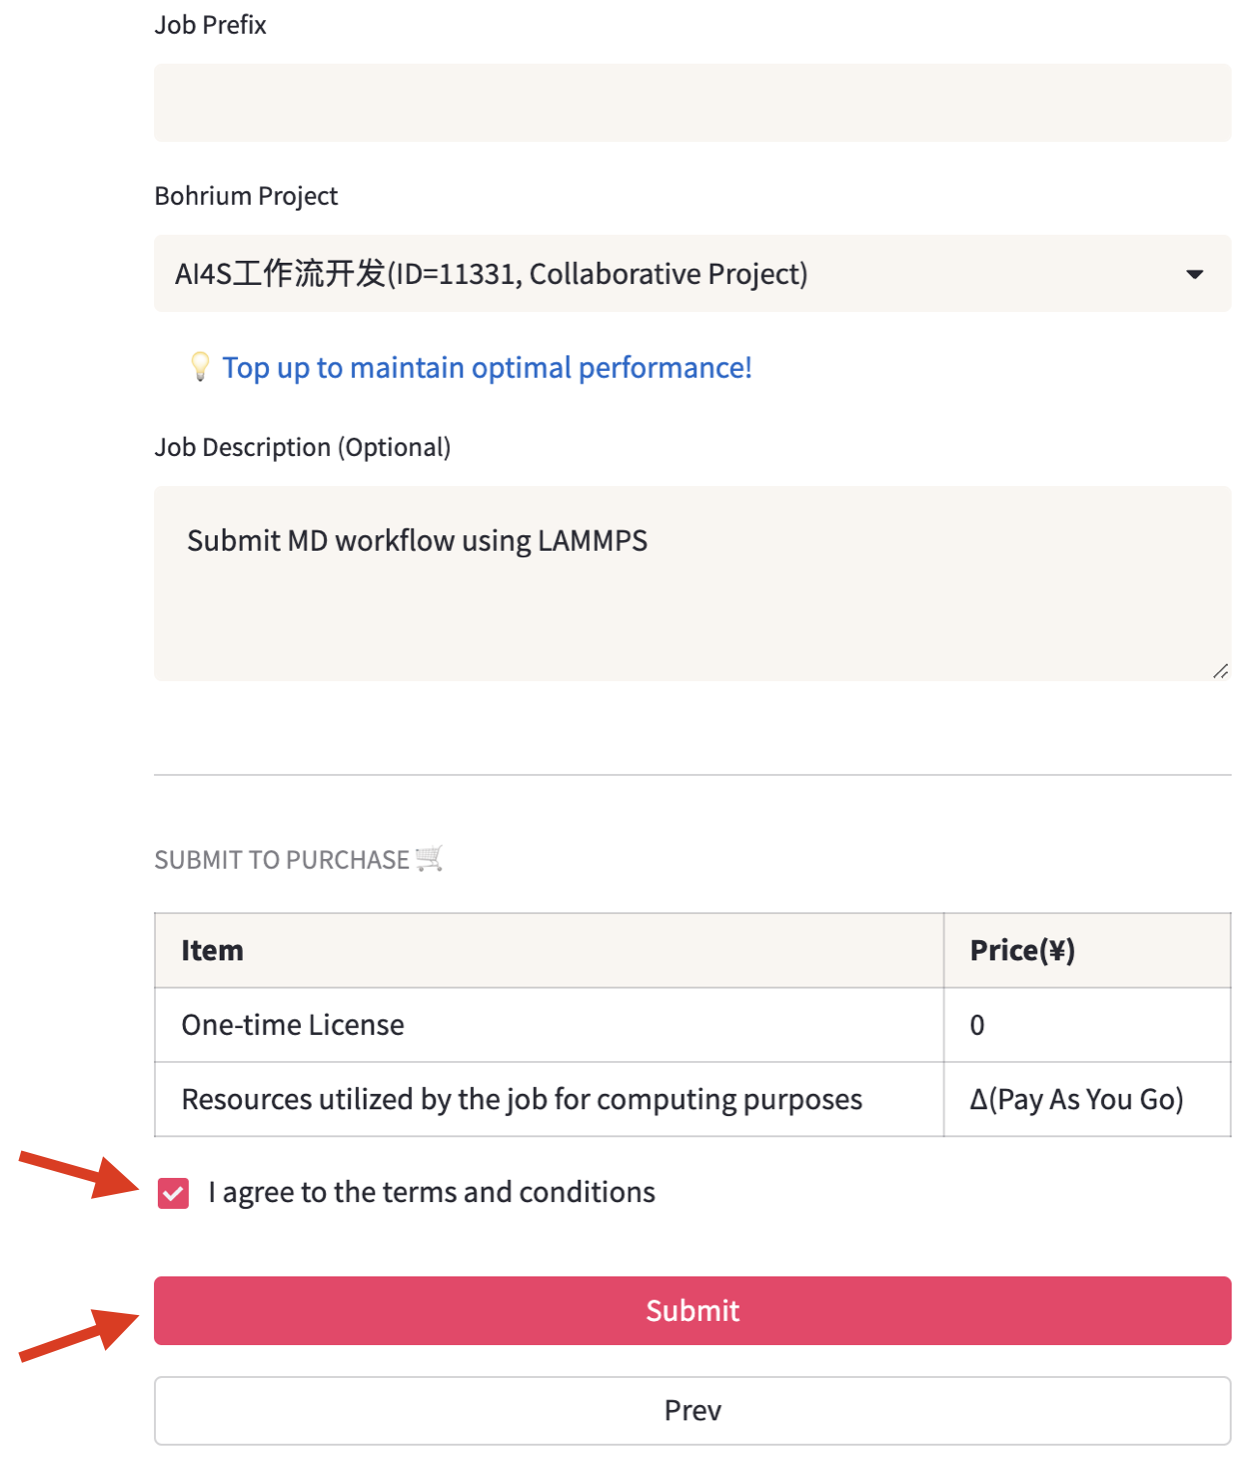 Job Prefix
Bohrium Project
AI4S工作流开发(ID=11331, Collaborative Project)
Top up to maintain optimal performance!
Job Description (Optional)
Submit MD workflow using LAMMPS
SUBMIT TO PURCHASE
Item Price(¥)
One-time License 0
Resources utilized by the job for computing purposes Δ(Pay As You Go)
I agree to the terms and conditions
Submit
Prev